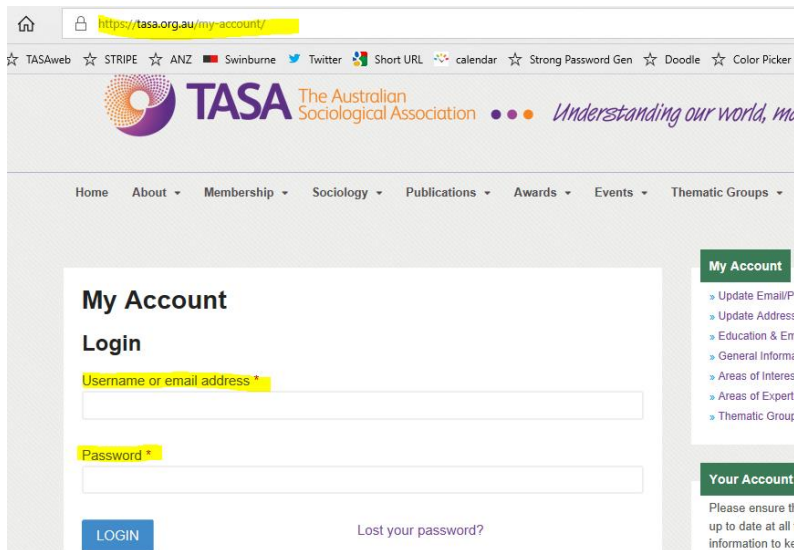 https://tasa.org.au/my-account/
TASAweb STRIPE ANZ Swinburne Twitter Short URL calendar Strong Password Gen Doodle Color Picker
TASA The Australian
Sociological Association
Understanding our world,
Home About Membership Sociology Publications Awards Events Thematic Groups
My Account
Login
Username or email address *
Password *
LOGIN
Lost your password?
My Account
» Update Email/P
» Update Address
» Education & Em
» General Informa
» Areas of Interes
» Areas of Expert
» Thematic Group
Your Account
Please ensure th
up to date at all
information to ke